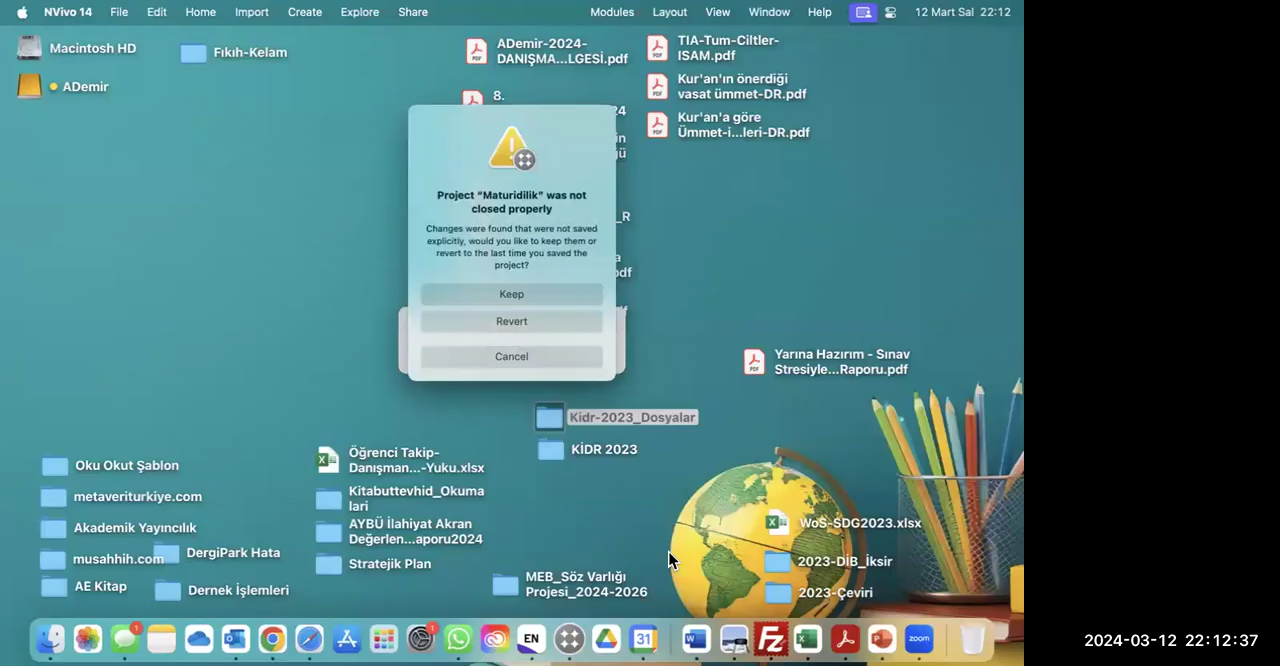 NVivo 14 File Edit Home Import Create Explore Share Modules Layout View Window Help 12 Mart Sal 22:12
Macintosh HD
ADemir
Fıkıh-Kelam
ADemir-2024-
DANIŞMA...LGESİ.pdf
8.
TIA-Tum-Ciltler-
ISAM.pdf
Kur'an'ın önerdiği
vasat ümmet-DR.pdf
Kur'an'a göre
Ümmet-i...leri-DR.pdf
Project “Maturidilik” was not
closed properly
Changes were found that were not saved
explicitly, would you like to keep them or
revert to the last time you saved the
project?
Keep
Revert
Cancel
Yarına Hazırım - Sınav
Stresiyle...Raporu.pdf
Kidr-2023_Dosyalar
KİDR 2023
Oku Okut Şablon
metaveriturkiye.com
Akademik Yayıncılık
musahhih.com
AE Kitap
DergiPark Hata
Dernek İşlemleri
Öğrenci Takip-
Danışman...-Yuku.xlsx
Kitabuttevhid_Okuma
lari
AYBÜ İlahiyat Akran
Değerlen...aporu2024
Stratejik Plan
MEB_Söz Varlığı
Projesi_2024-2026
WoS-SDG2023.xlsx
2023-DİB_İksir
2023-Çeviri
EN
31
zoom
2024-03-12 22:12:37